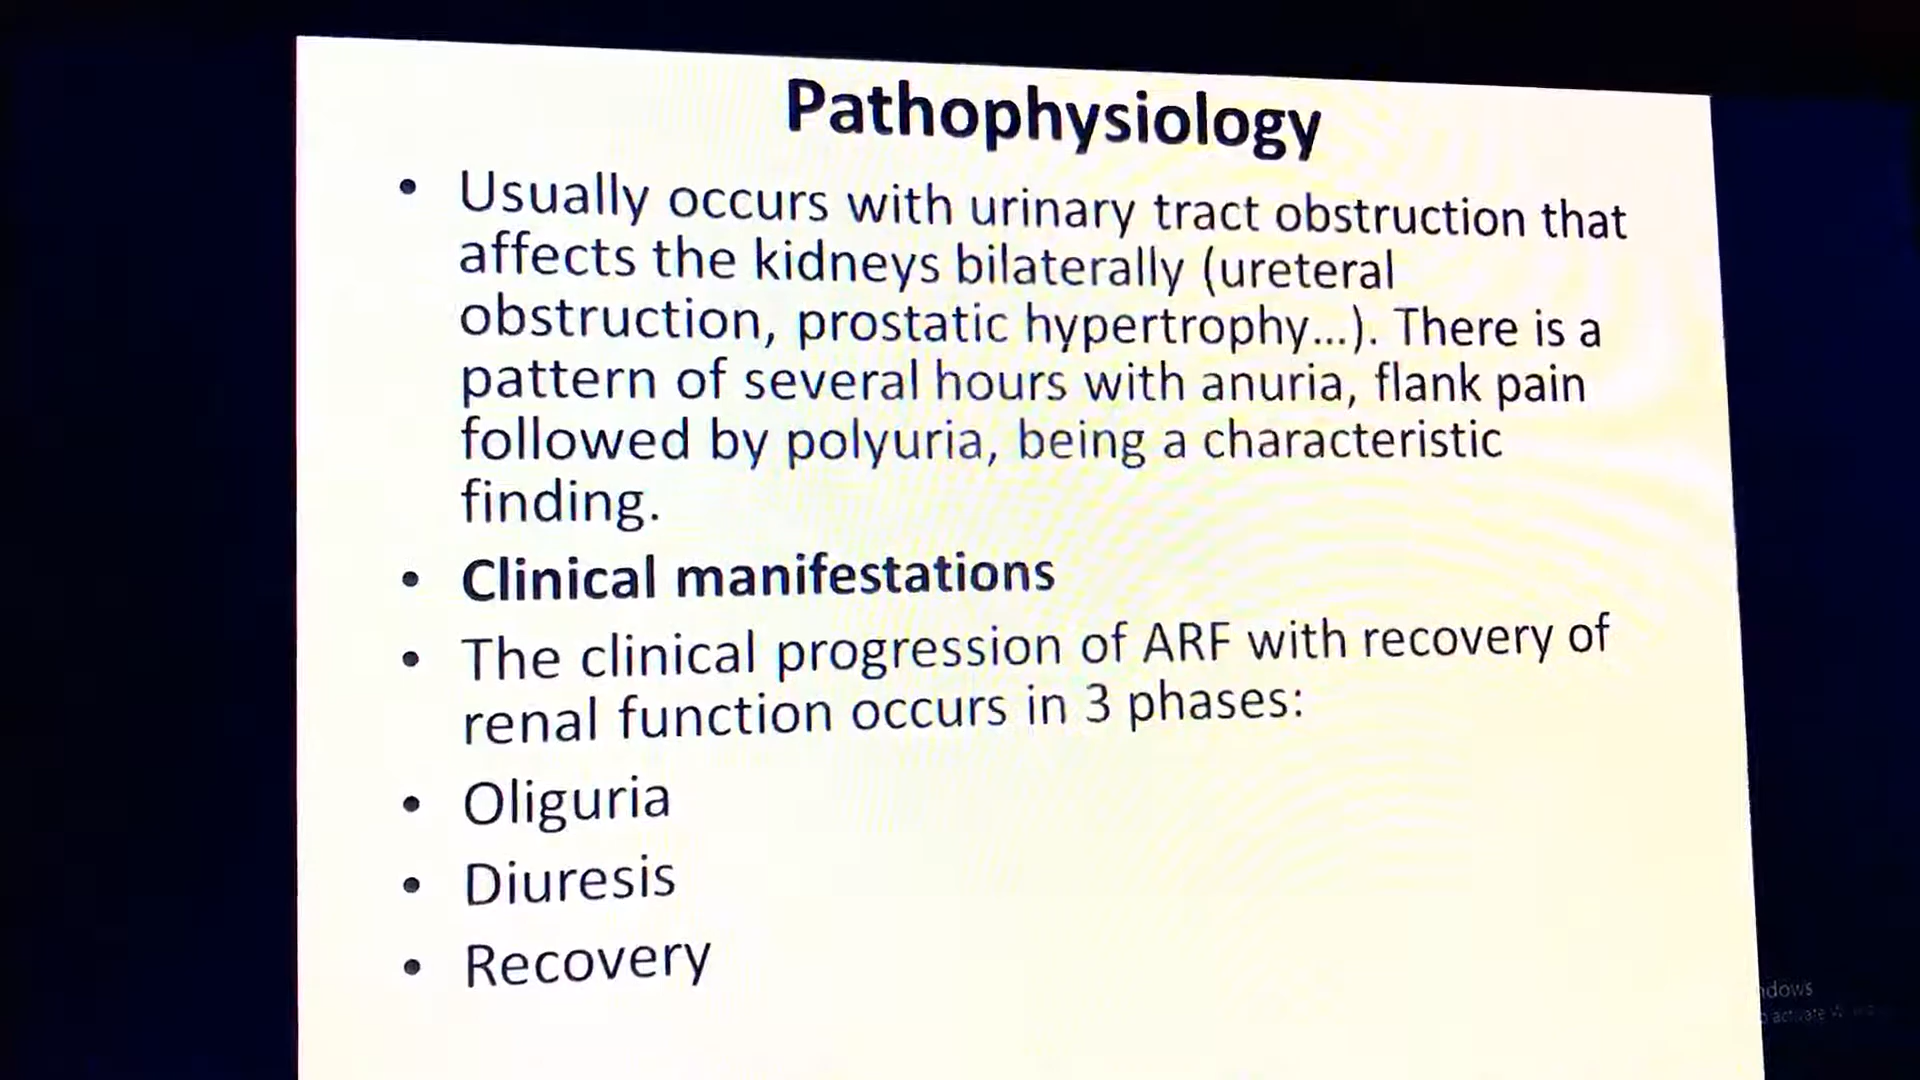 Pathophysiology
• Usually occurs with urinary tract obstruction that
affects the kidneys bilaterally (ureteral
obstruction, prostatic hypertrophy...). There is a
pattern of several hours with anuria, flank pain
followed by polyuria, being a characteristic
finding.
• Clinical manifestations
• The clinical progression of ARF with recovery of
renal function occurs in 3 phases:
• Oliguria
• Diuresis
• Recovery
ndows
activate